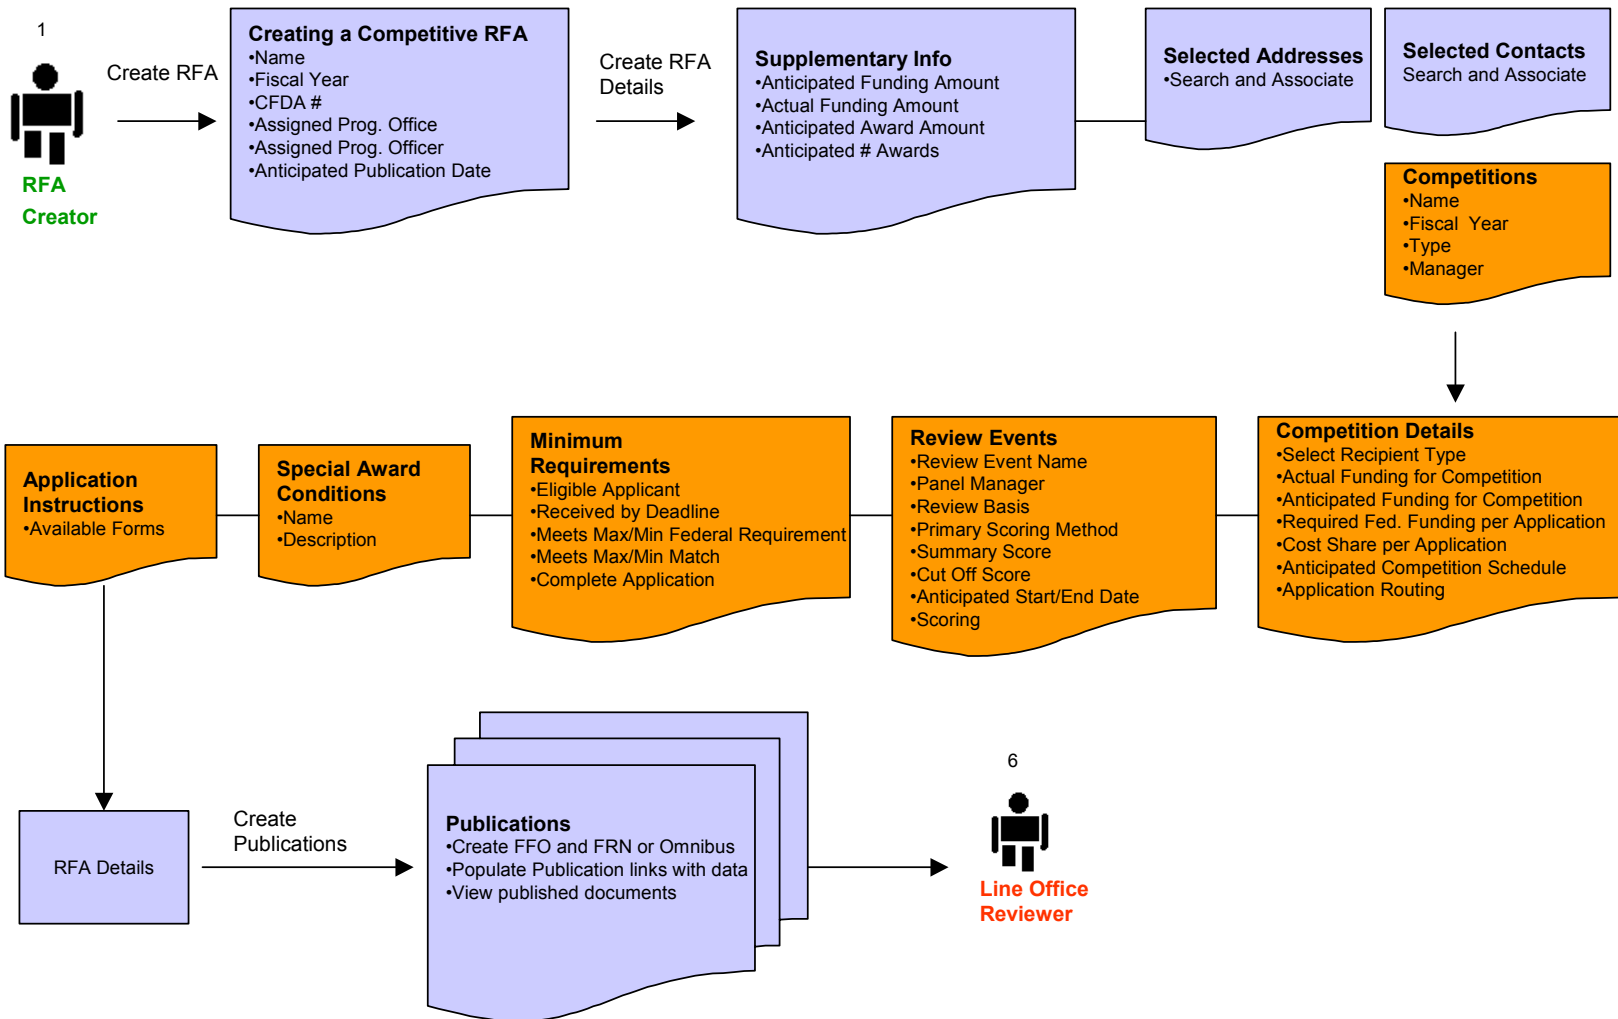 1
RFA
Creator
Create RFA
Creating a Competitive RFA
•Name
•Fiscal Year
•CFDA #
•Assigned Prog. Office
•Assigned Prog. Officer
•Anticipated Publication Date
Create RFA
Details
Supplementary Info
•Anticipated Funding Amount
•Actual Funding Amount
•Anticipated Award Amount
•Anticipated # Awards
Selected Addresses
•Search and Associate
Selected Contacts
Search and Associate
Competitions
•Name
•Fiscal Year
•Type
•Manager
Application
Instructions
•Available Forms
Special Award
Conditions
•Name
•Description
Minimum
Requirements
•Eligible Applicant
•Received by Deadline
•Meets Max/Min Federal Requirement
•Meets Max/Min Match
•Complete Application
Review Events
•Review Event Name
•Panel Manager
•Review Basis
•Primary Scoring Method
•Summary Score
•Cut Off Score
•Anticipated Start/End Date
•Scoring
Competition Details
•Select Recipient Type
•Actual Funding for Competition
•Anticipated Funding for Competition
•Required Fed. Funding per Application
•Cost Share per Application
•Anticipated Competition Schedule
•Application Routing
RFA Details
Create
Publications
Publications
•Create FFO and FRN or Omnibus
•Populate Publication links with data
•View published documents
6
Line Office
Reviewer